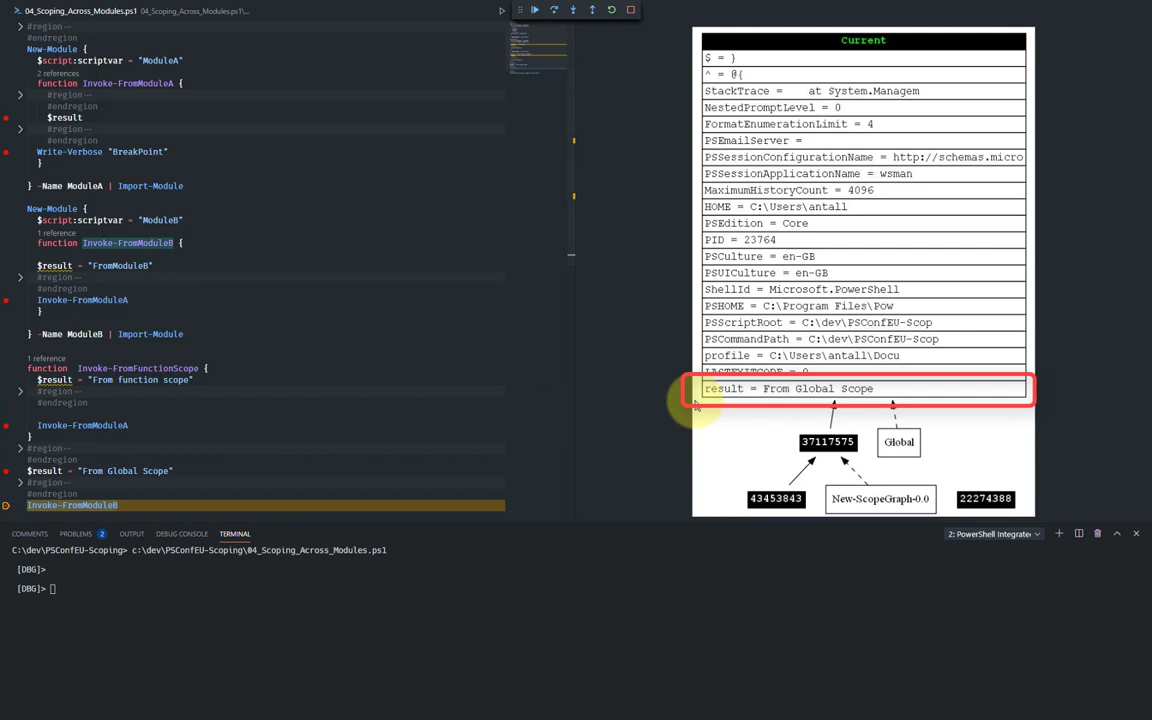 04_Scoping_Across_Modules.ps1 04_Scoping_Across_Modules.ps1\...
#region···
#endregion
New-Module {
$script:scriptvar = "ModuleA"
2 references
function Invoke-FromModuleA {
#region···
#endregion
$result
#region···
#endregion
Write-Verbose "BreakPoint"
}
} -Name ModuleA | Import-Module
New-Module {
$script:scriptvar = "ModuleB"
1 reference
function Invoke-FromModuleB {
$result = "FromModuleB"
#region···
#endregion
Invoke-FromModuleA
}
} -Name ModuleB | Import-Module
1 reference
function Invoke-FromFunctionScope {
$result = "From function scope"
#region···
#endregion
Invoke-FromModuleA
}
#region···
#endregion
$result = "From Global Scope"
#region···
#endregion
Invoke-FromModuleB
Current
$ = }
^ = @{
StackTrace = at System.Managem
NestedPromptLevel = 0
FormatEnumerationLimit = 4
PSEmailServer =
PSSessionConfigurationName = http://schemas.micro
PSSessionApplicationName = wsman
MaximumHistoryCount = 4096
HOME = C:\Users\antall
PSEdition = Core
PID = 23764
PSCulture = en-GB
PSUICulture = en-GB
ShellId = Microsoft.PowerShell
PSHOME = C:\Program Files\Pow
PSScriptRoot = C:\dev\PSConfEU-Scop
PSCommandPath = C:\dev\PSConfEU-Scop
profile = C:\Users\antall\Docu
LASTEXITCODE = 0
result = From Global Scope
37117575 Global
43453843 New-ScopeGraph-0.0 22274388
COMMENTS PROBLEMS 2 OUTPUT DEBUG CONSOLE TERMINAL 2: PowerShell Integrated
C:\dev\PSConfEU-Scoping> c:\dev\PSConfEU-Scoping\04_Scoping_Across_Modules.ps1
[DBG]>
[DBG]>